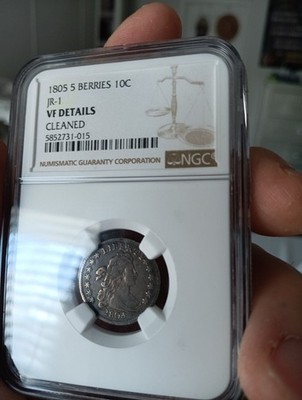 1805 5 BERRIES 10C
JR-1
VF DETAILS
CLEANED
5852731-015
NUMISMATIC GUARANTY CORPORATION
NGC